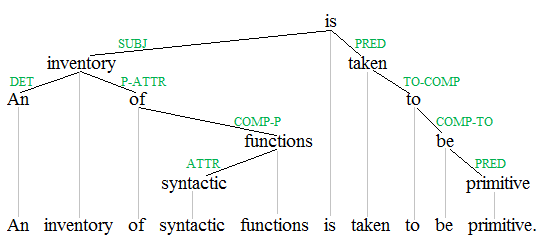 is
SUBJ PRED
inventory taken
DET P-ATTR TO-COMP
An of to
COMP-P COMP-TO
functions be
ATTR PRED
syntactic primitive
An inventory of syntactic functions is taken to be primitive.